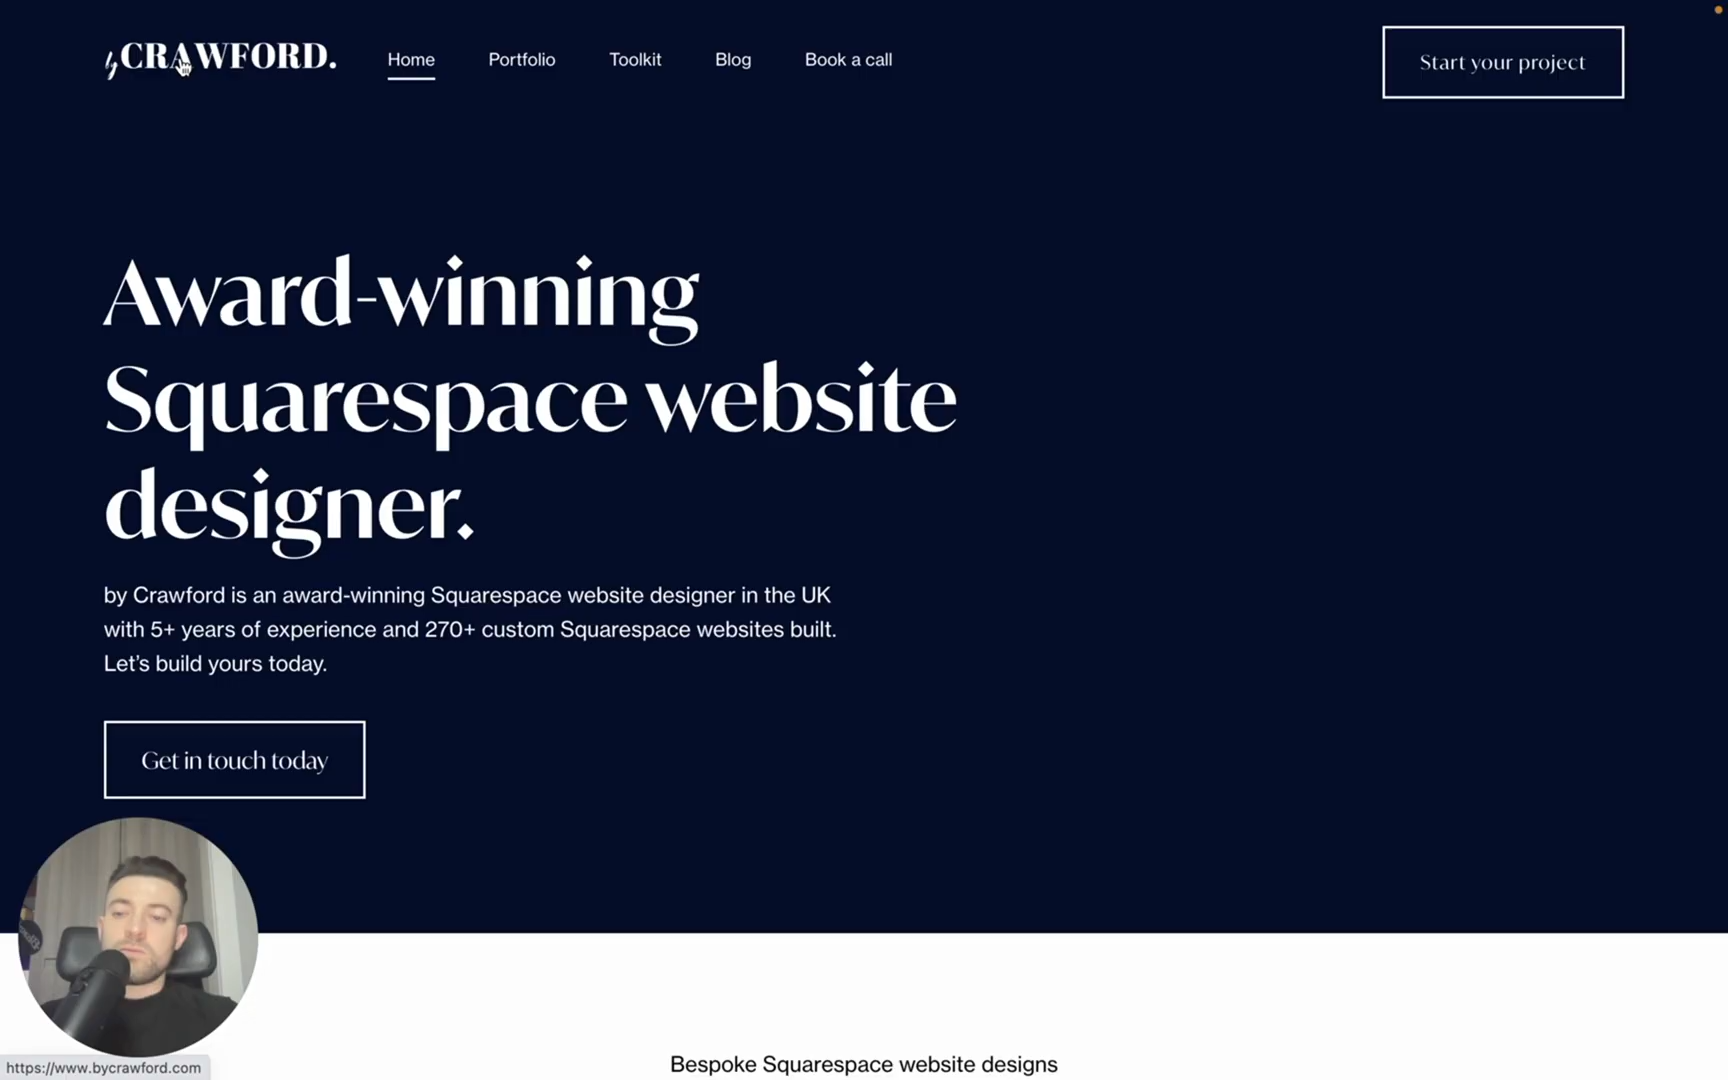 by CRAWFORD.
Home
Portfolio
Toolkit
Blog
Book a call
Start your project
Award-winning
Squarespace website
designer.
by Crawford is an award-winning Squarespace website designer in the UK
with 5+ years of experience and 270+ custom Squarespace websites built.
Let's build yours today.
Get in touch today
https://www.bycrawford.com
Bespoke Squarespace website designs